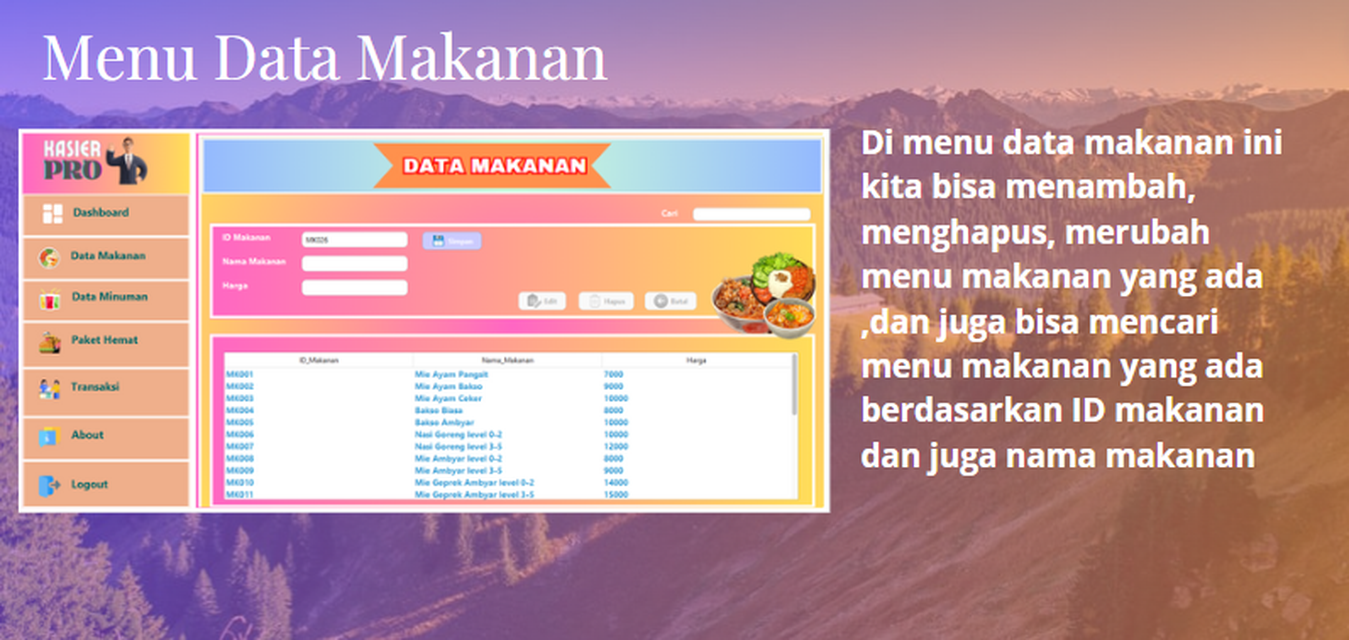 Menu Data Makanan
KASIER
PRO
Dashboard
Data Makanan
Data Minuman
Paket Hemat
Transaksi
About
Logout
DATA MAKANAN
Cari
ID Makanan MK026 Simpan
Nama Makanan
Harga
Edit Hapus Batal
ID_Makanan Nama_Makanan Harga
MK001 Mie Ayam Pangsit 7000
MK002 Mie Ayam Bakso 9000
MK003 Mie Ayam Ceker 10000
MK004 Bakso Biasa 8000
MK005 Bakso Ambyar 10000
MK006 Nasi Goreng level 0-2 10000
MK007 Nasi Goreng level 3-5 12000
MK008 Mie Ambyar level 0-2 8000
MK009 Mie Ambyar level 3-5 9000
MK010 Mie Geprek Ambyar level 0-2 14000
MK011 Mie Geprek Ambyar level 3-5 15000
Di menu data makanan ini
kita bisa menambah,
menghapus, merubah
menu makanan yang ada
,dan juga bisa mencari
menu makanan yang ada
berdasarkan ID makanan
dan juga nama makanan